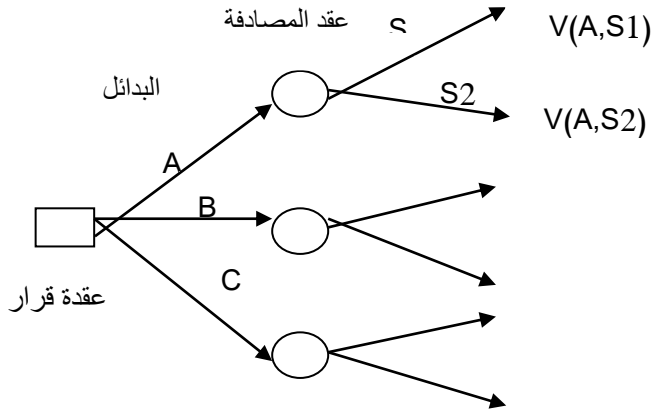 عقد المصادفة
S
V(A,S1)
البدائل
S2
V(A,S2)
A
B
C
عقدة قرار